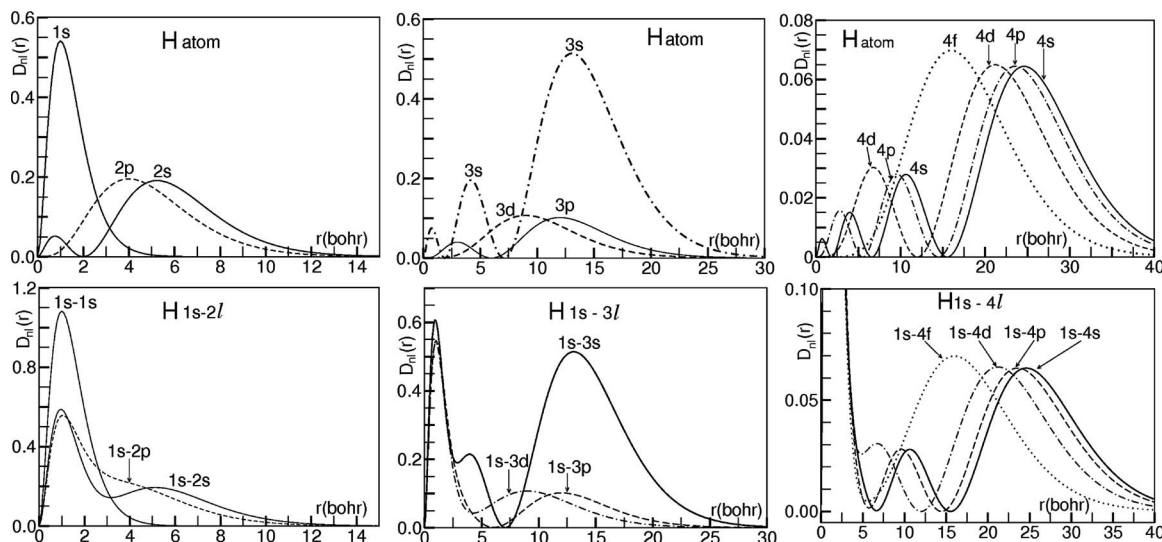 0.6
0.4
0.2
0.0
D_nl(r)
1s
H atom
2p
2s
r(bohr)
0 2 4 6 8 10 12 14
0.6
0.4
0.2
0.0
D_nl(r)
H atom
3s
3s
3d
3p
r(bohr)
0 5 10 15 20 25 30
0.08
0.06
0.04
0.02
0.00
D_nl(r)
H atom
4f
4d
4p
4s
4d
4p
4s
r(bohr)
0 5 10 15 20 25 30 35 40
1.2
1.0
0.8
0.6
0.4
0.2
0.0
D_nl(r)
1s-1s
H 1s-2l
1s-2p
1s-2s
r(bohr)
0 2 4 6 8 10 12 14
0.6
0.4
0.2
0.0
D_nl(r)
H 1s - 3l
1s-3s
1s-3d
1s-3p
r(bohr)
0 5 10 15 20 25 30
0.10
0.05
0.00
D_nl(r)
H 1s - 4l
1s-4f
1s-4d
1s-4p
1s-4s
r(bohr)
0 5 10 15 20 25 30 35 40